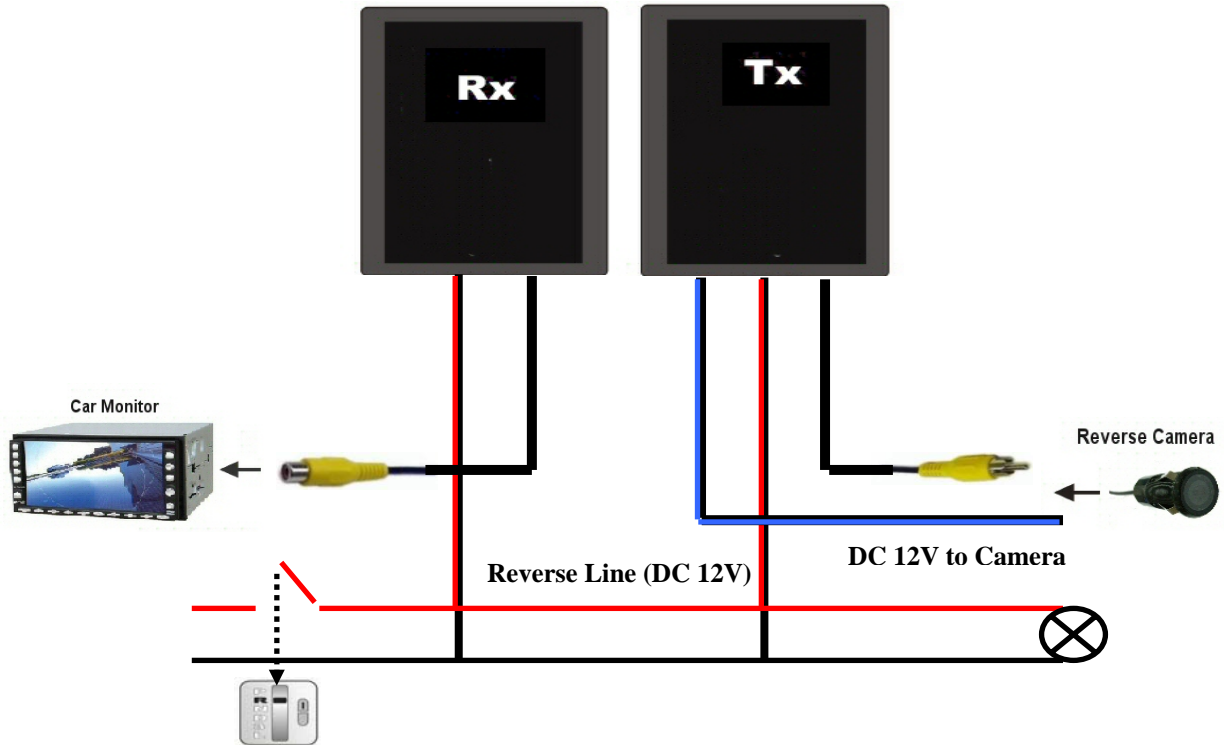 Rx
Tx
Car Monitor
Reverse Camera
DC 12V to Camera
Reverse Line (DC 12V)
R